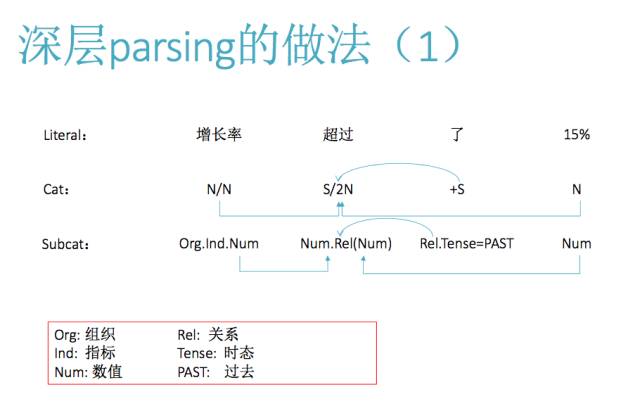 深层parsing的做法（1）
Literal： 增长率 超过 了 15%
Cat： N/N S/2N +S N
Subcat： Org.Ind.Num Num.Rel(Num) Rel.Tense=PAST Num
Org: 组织 Rel: 关系
Ind: 指标 Tense: 时态
Num: 数值 PAST: 过去